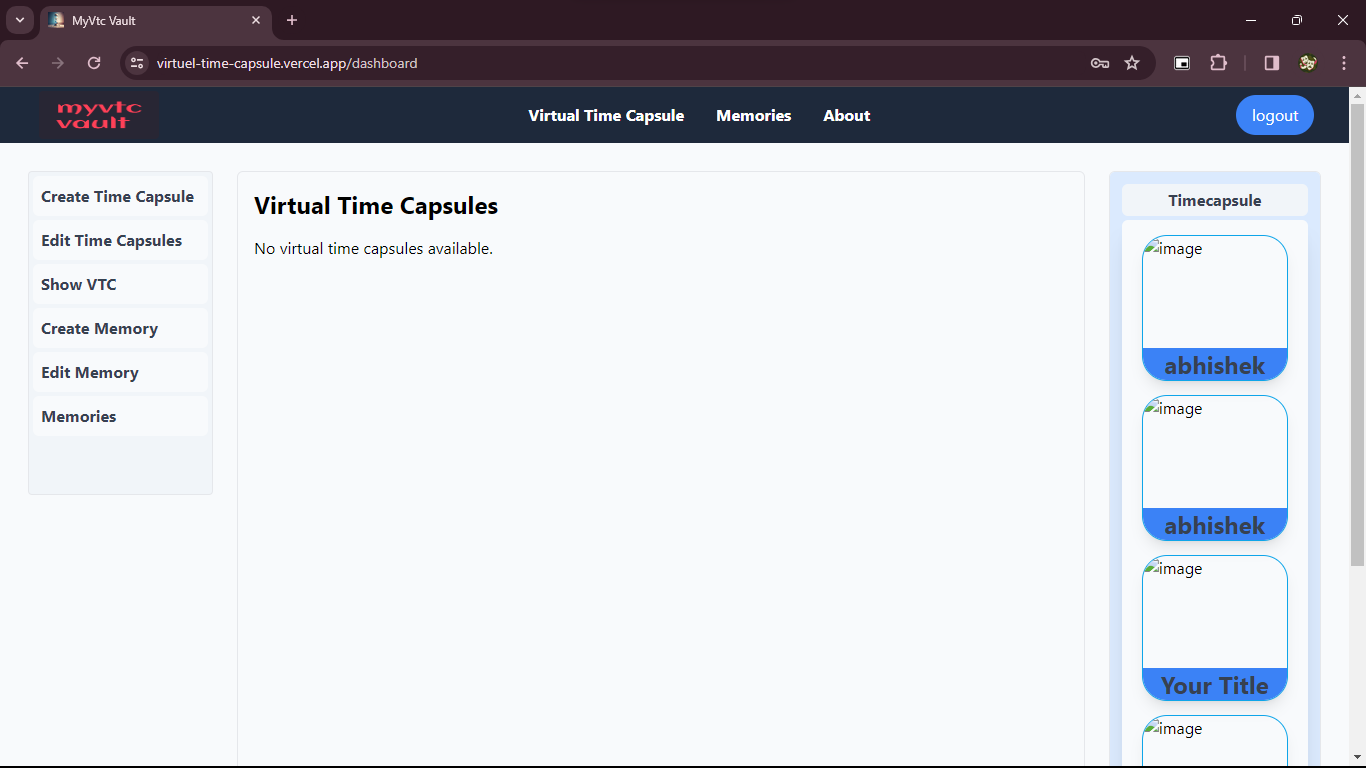 MyVtc Vault
virtuel-time-capsule.vercel.app/dashboard
myvtc
vault
Virtual Time Capsule
Memories
About
logout
Create Time Capsule
Edit Time Capsules
Show VTC
Create Memory
Edit Memory
Memories
Virtual Time Capsules
No virtual time capsules available.
Timecapsule
image
abhishek
image
abhishek
image
Your Title
image